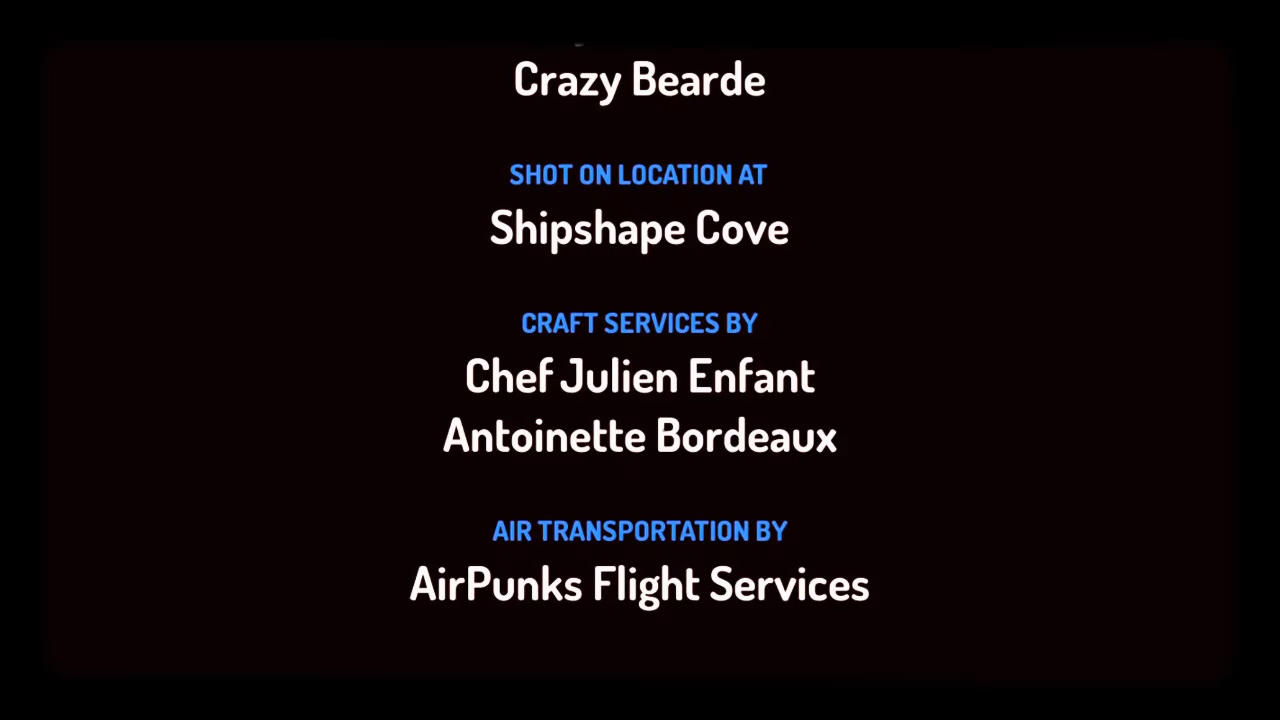 Crazy Bearde
SHOT ON LOCATION AT
Shipshape Cove
CRAFT SERVICES BY
Chef Julien Enfant
Antoinette Bordeaux
AIR TRANSPORTATION BY
AirPunks Flight Services